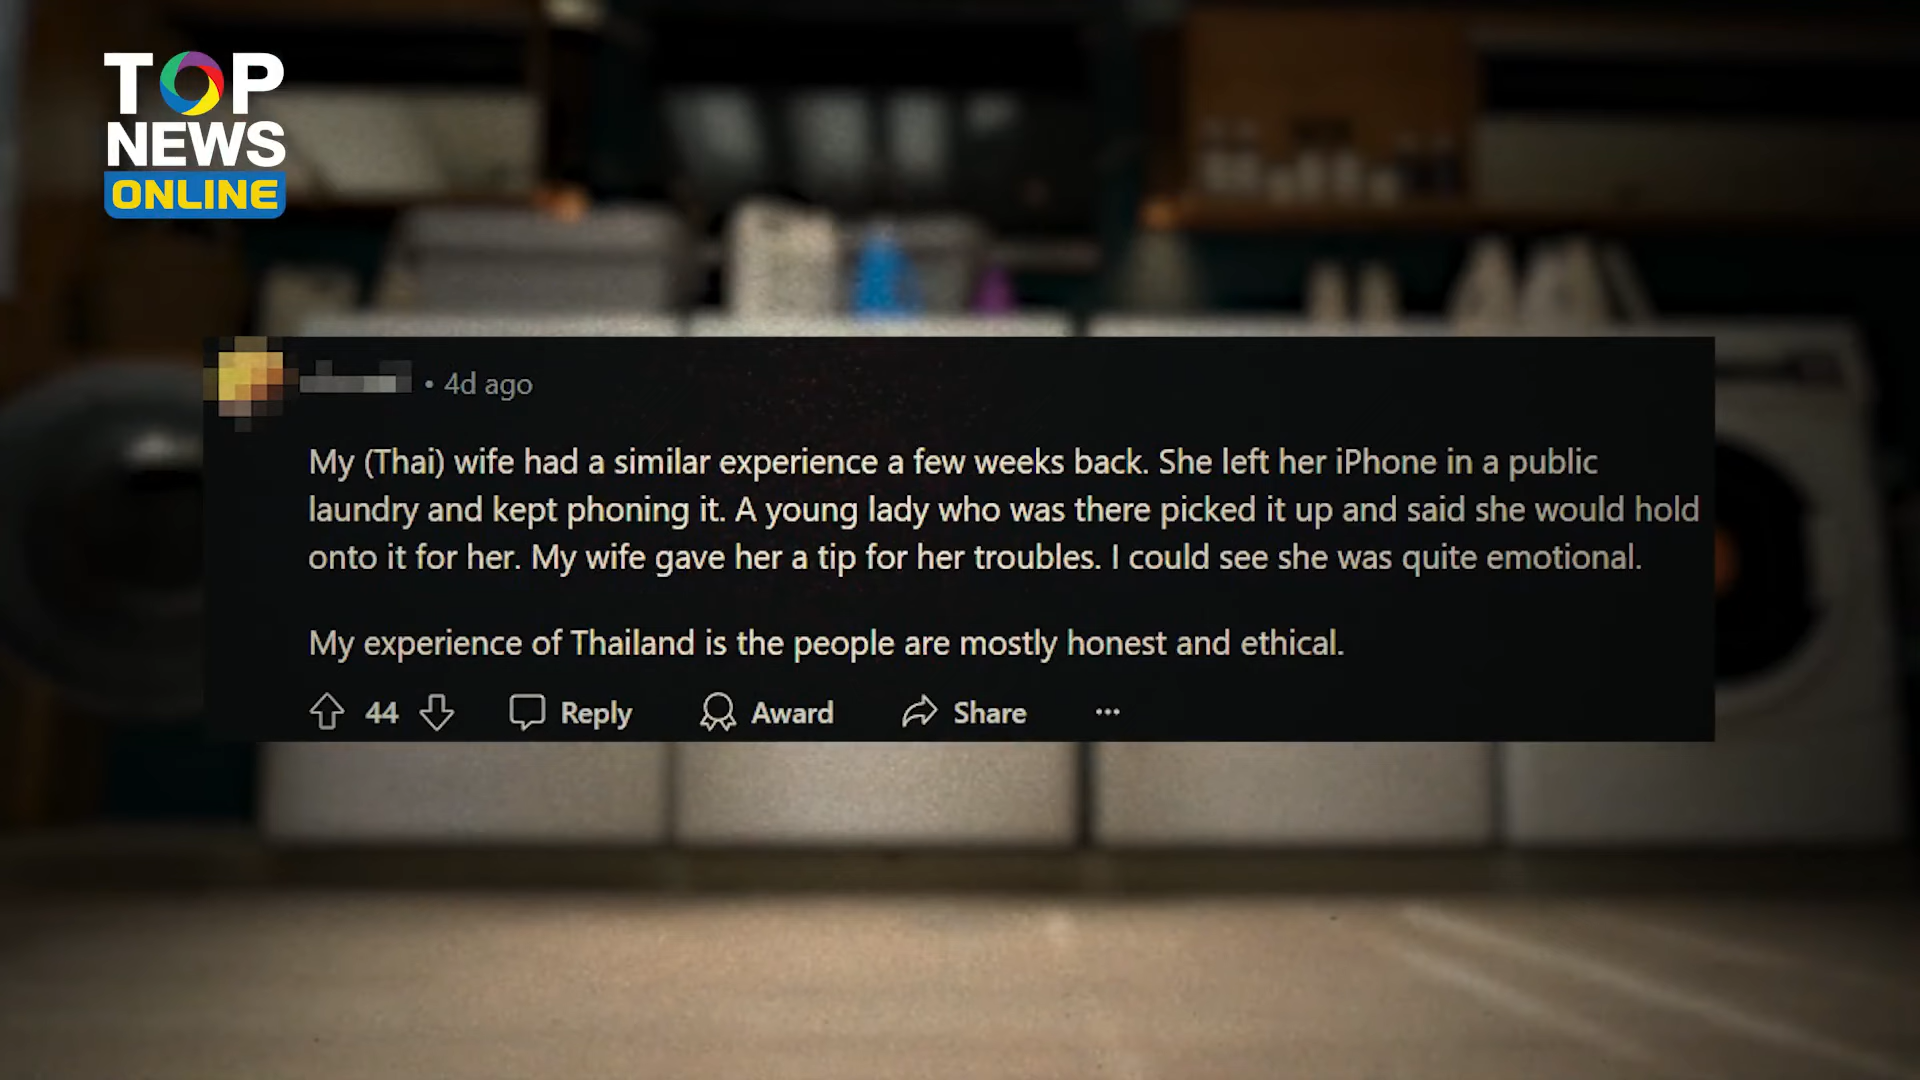 TOP
NEWS
ONLINE
• 4d ago
My (Thai) wife had a similar experience a few weeks back. She left her iPhone in a public
laundry and kept phoning it. A young lady who was there picked it up and said she would hold
onto it for her. My wife gave her a tip for her troubles. I could see she was quite emotional.
My experience of Thailand is the people are mostly honest and ethical.
44 Reply Award Share ...